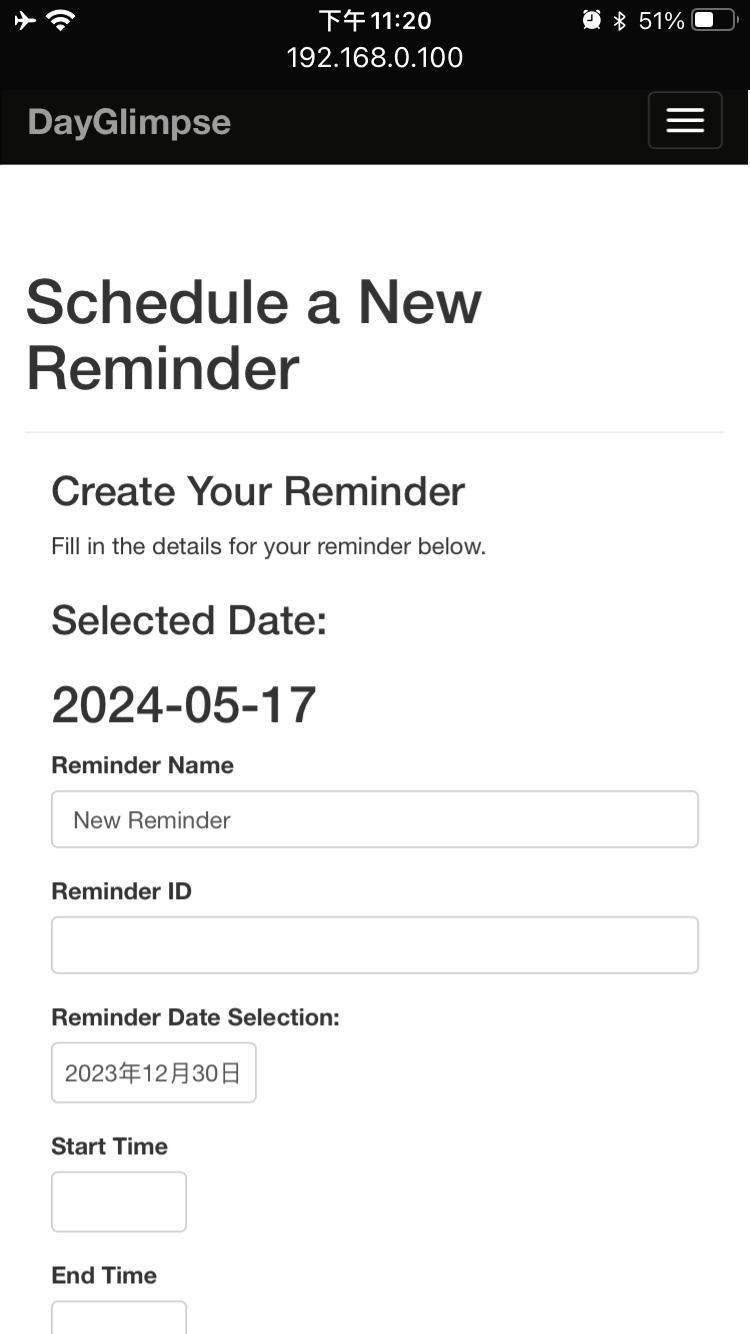 下午11:20
51%
192.168.0.100
DayGlimpse
Schedule a New
Reminder
Create Your Reminder
Fill in the details for your reminder below.
Selected Date:
2024-05-17
Reminder Name
New Reminder
Reminder ID
Reminder Date Selection:
2023年12月30日
Start Time
End Time